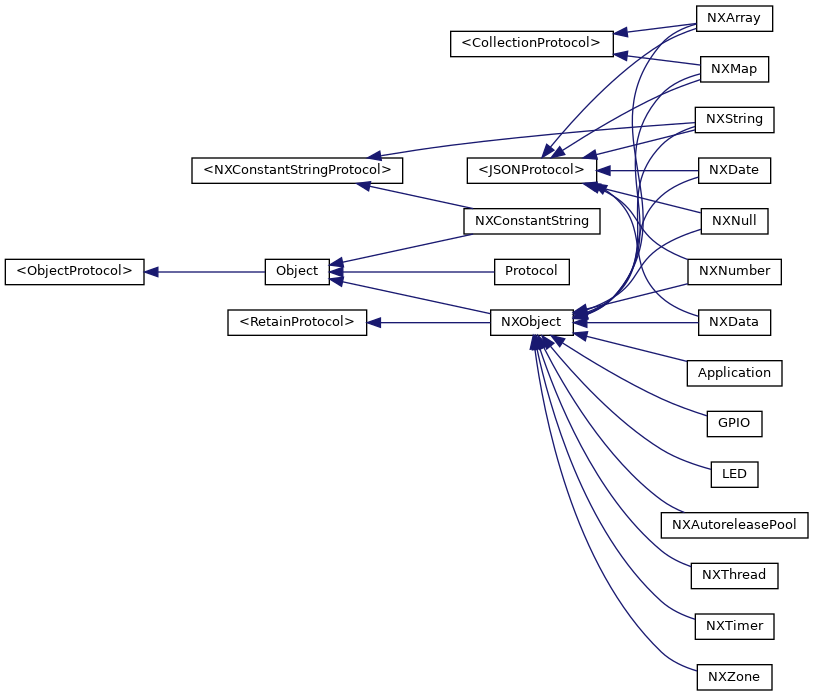 NXArray
<CollectionProtocol>
NXMap
NXString
<NXConstantStringProtocol>
<JSONProtocol>
NXDate
NXConstantString
NXNull
<ObjectProtocol>
Object
Protocol
NXNumber
<RetainProtocol>
NXObject
NXData
Application
GPIO
LED
NXAutoreleasePool
NXThread
NXTimer
NXZone